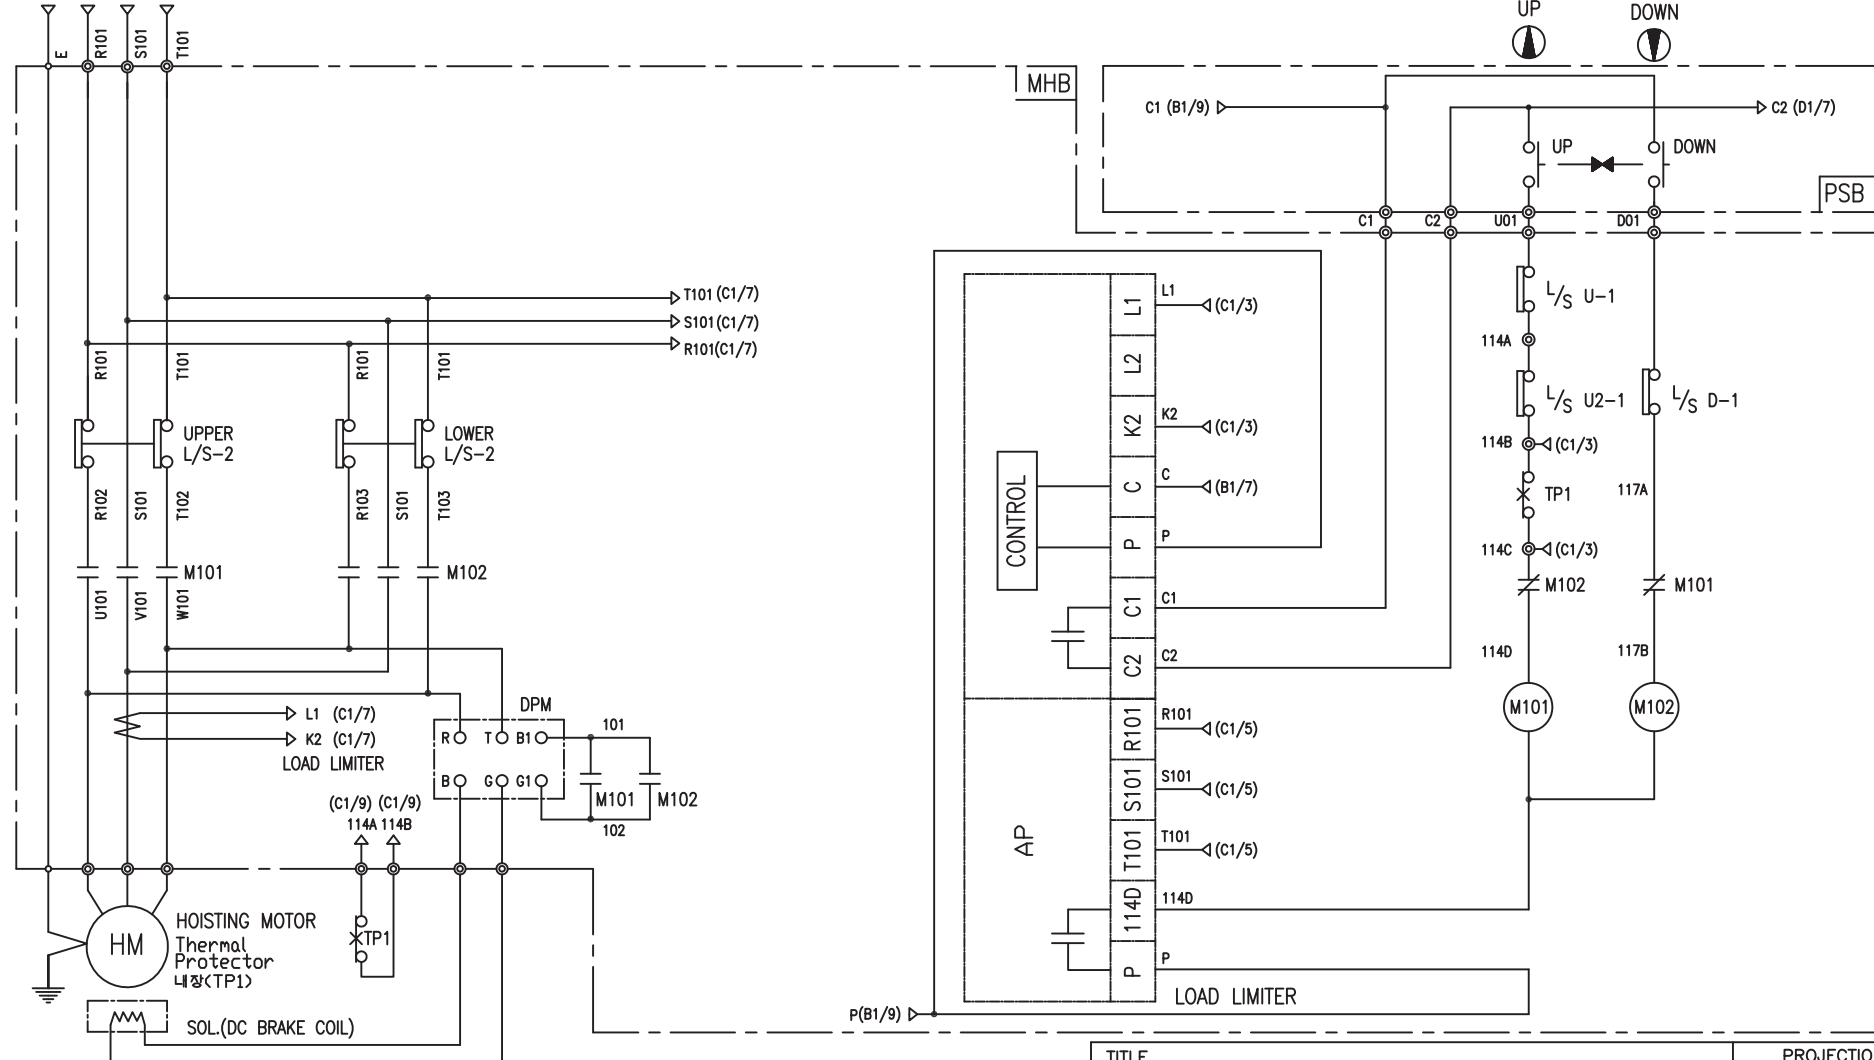 UP
DOWN
E
R101
S101
T101
MHB
C1 (B1/9)
C2 (D1/7)
UP
DOWN
PSB
C1
C2
U01
D01
T101 (C1/7)
S101(C1/7)
R101(C1/7)
R101
T101
R101
T101
UPPER
L/S-2
LOWER
L/S-2
R102
S101
T102
R103
S101
T103
M101
M102
U101
V101
W101
L1 (C1/7)
K2 (C1/7)
LOAD LIMITER
DPM
R
T
B1
B
G
G1
101
M101
M102
102
(C1/9) (C1/9)
114A 114B
HM
HOISTING MOTOR
Thermal
Protector
내장(TP1)
TP1
SOL.(DC BRAKE COIL)
CONTROL
AP
L1
L2
K2
C
P
C1
C2
R101
S101
T101
114D
P
L1
(C1/3)
K2
(C1/3)
C
(B1/7)
P
C1
C2
R101
(C1/5)
S101
(C1/5)
T101
(C1/5)
114D
P
LOAD LIMITER
P(B1/9)
L/S U-1
114A
L/S U2-1
L/S D-1
114B
(C1/3)
TP1
117A
114C
(C1/3)
M102
M101
114D
117B
M101
M102
TITLE
PROJECTIO